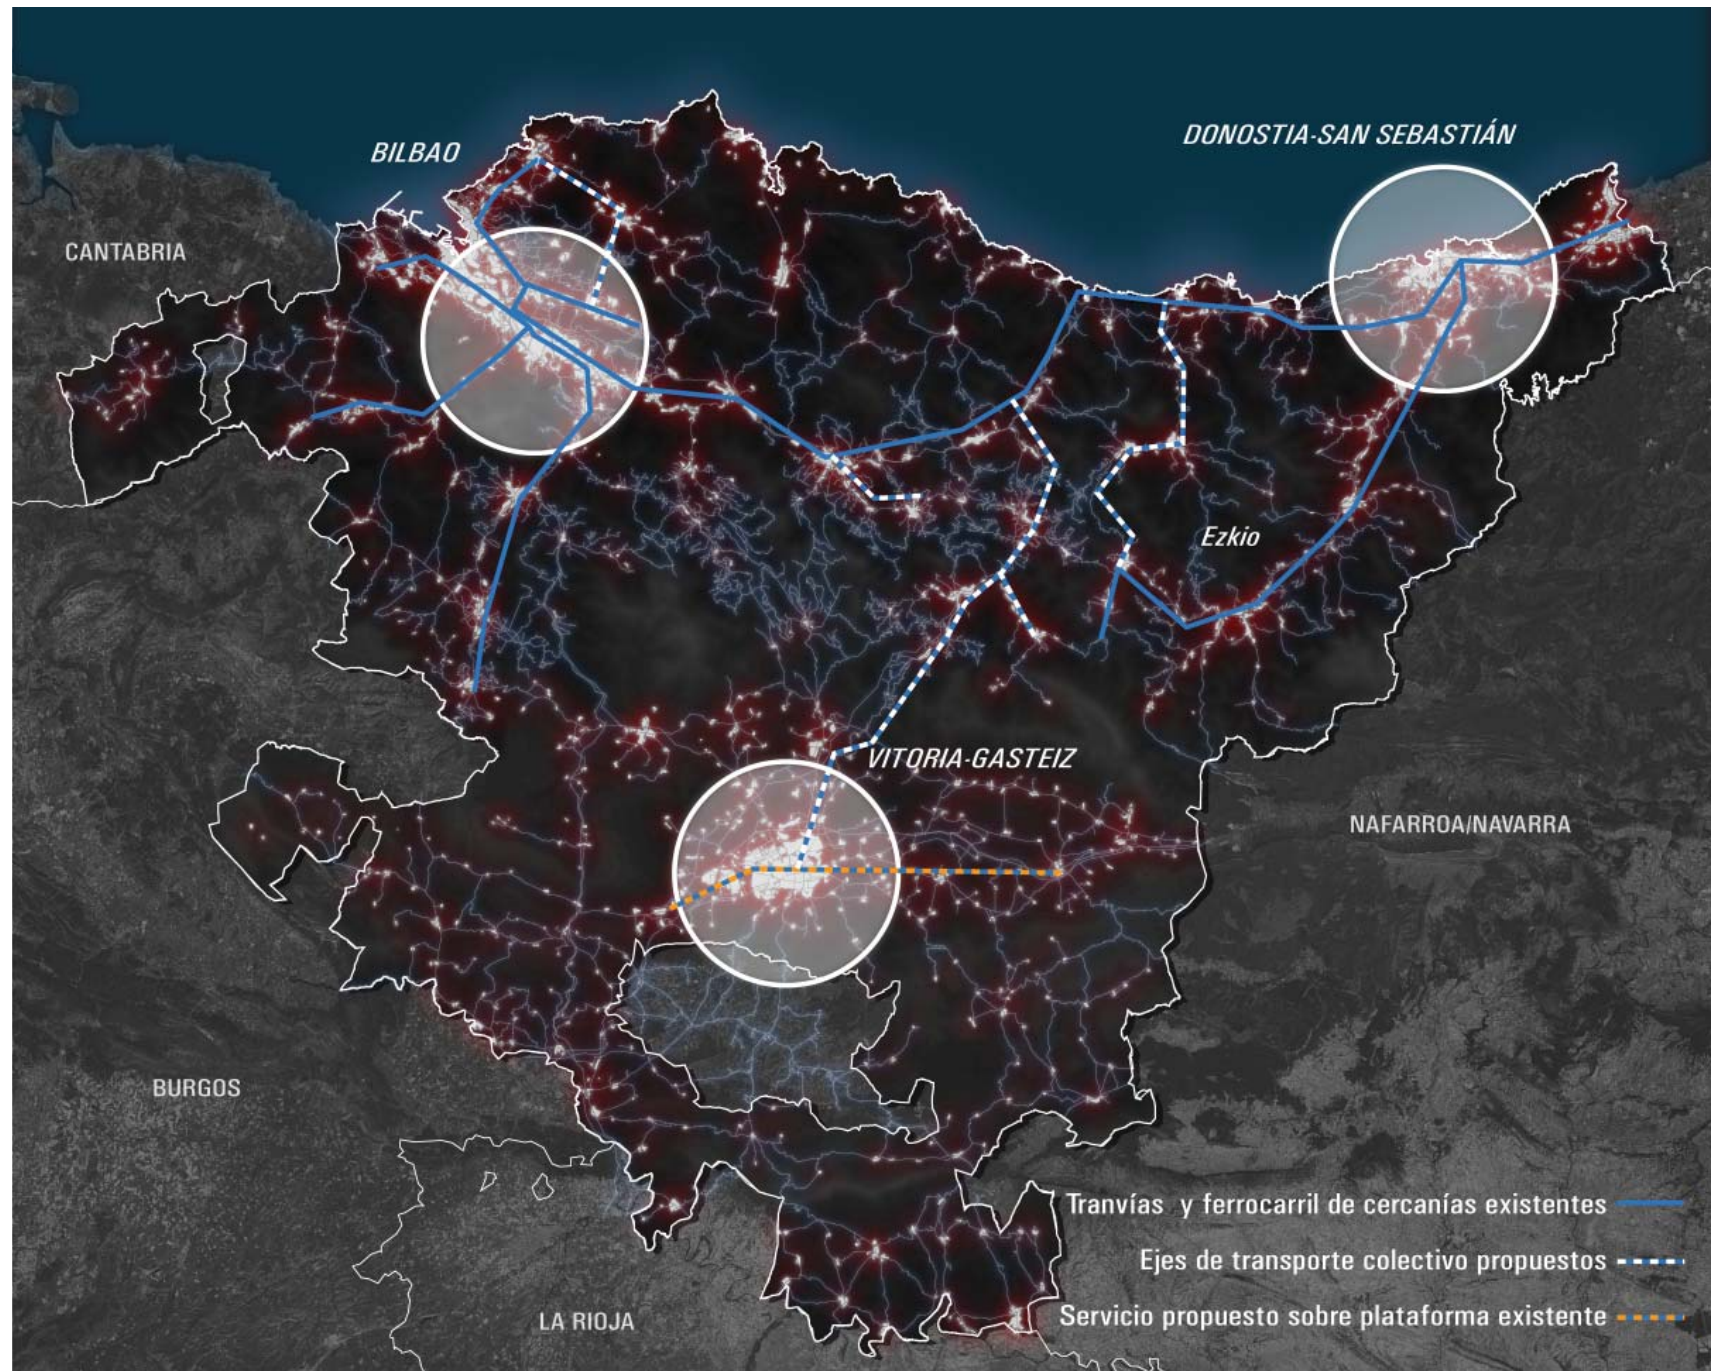 DONOSTIA-SAN SEBASTIÁN
BILBAO
CANTABRIA
Ezkio
VITORIA-GASTEIZ
NAFARROA/NAVARRA
BURGOS
LA RIOJA
Tranvías y ferrocarril de cercanías existentes
Ejes de transporte colectivo propuestos
Servicio propuesto sobre plataforma existente